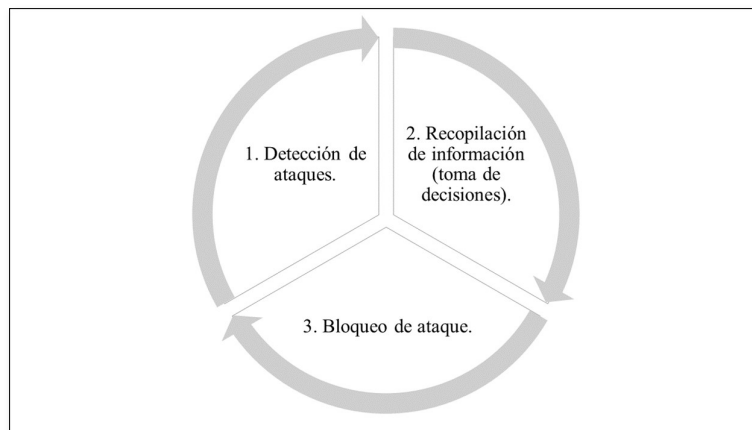 1. Detección de
ataques.
2. Recopilación
de información
(toma de
decisiones).
3. Bloqueo de ataque.